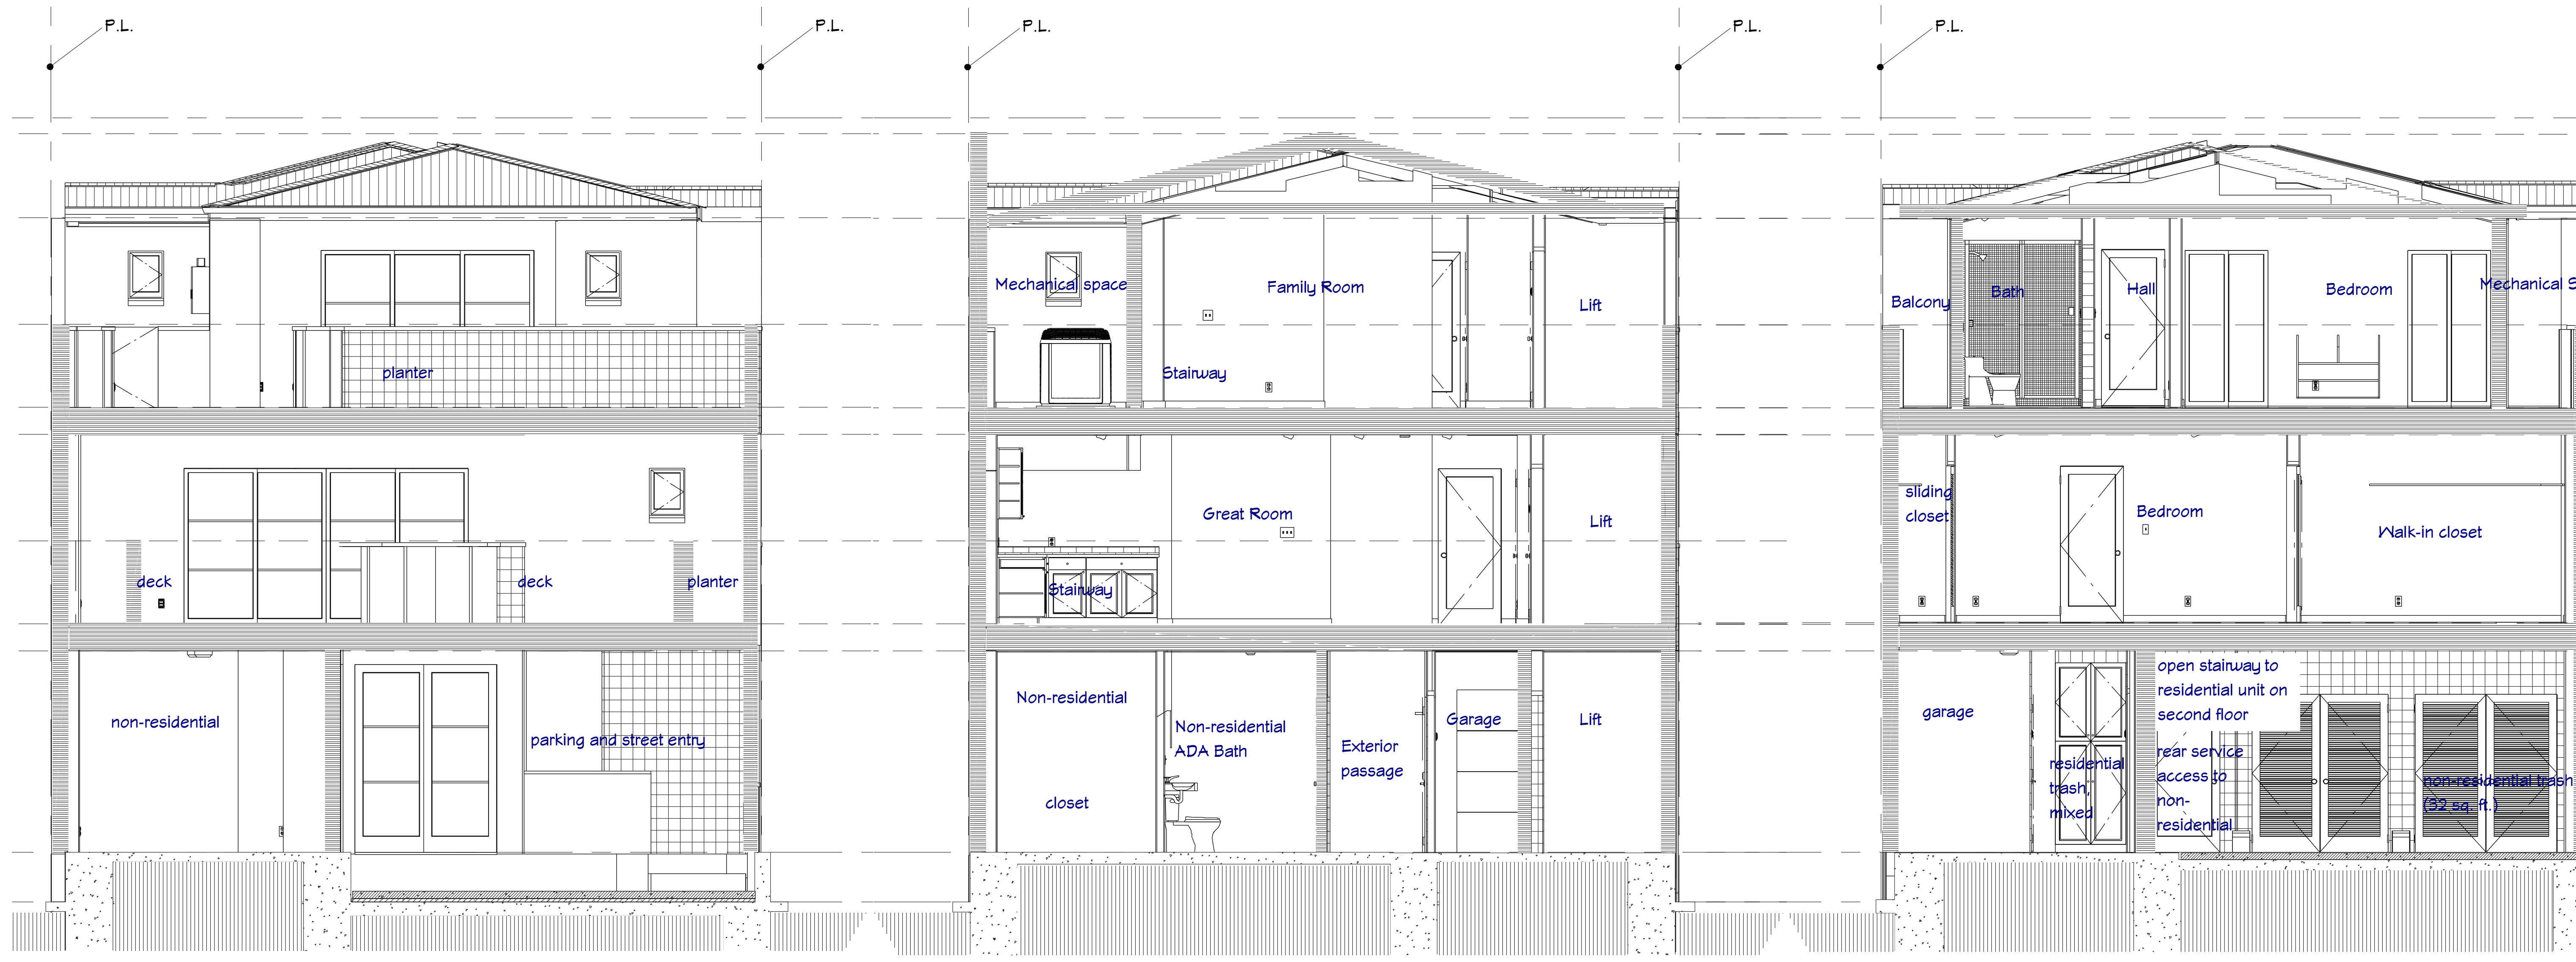 P.L.
P.L.
P.L.
P.L.
P.L.
planter
deck
deck
planter
non-residential
parking and street entry
Mechanical space
Family Room
Lift
Stairway
Great Room
Lift
Stairway
Non-residential
closet
Non-residential
ADA Bath
Exterior
passage
Garage
Lift
Balcony
Bath
Hall
Bedroom
Mechanical S
sliding
closet
Bedroom
Walk-in closet
garage
residential
trash,
mixed
open stairway to
residential unit on
second floor
rear service
access to
non-
residential
non-residential trash
(32 sq. ft.)